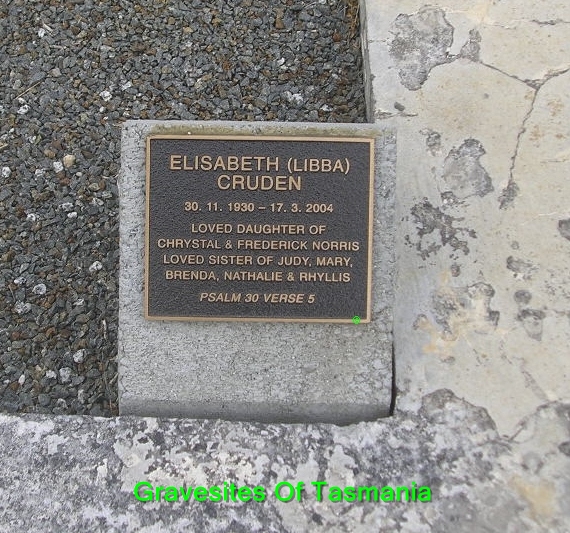 ELISABETH (LIBBA)
CRUDEN
30. 11. 1930 – 17. 3. 2004
LOVED DAUGHTER OF
CHRYSTAL & FREDERICK NORRIS
LOVED SISTER OF JUDY, MARY,
BRENDA, NATHALIE & RHYLLIS
PSALM 30 VERSE 5
Gravesites Of Tasmania